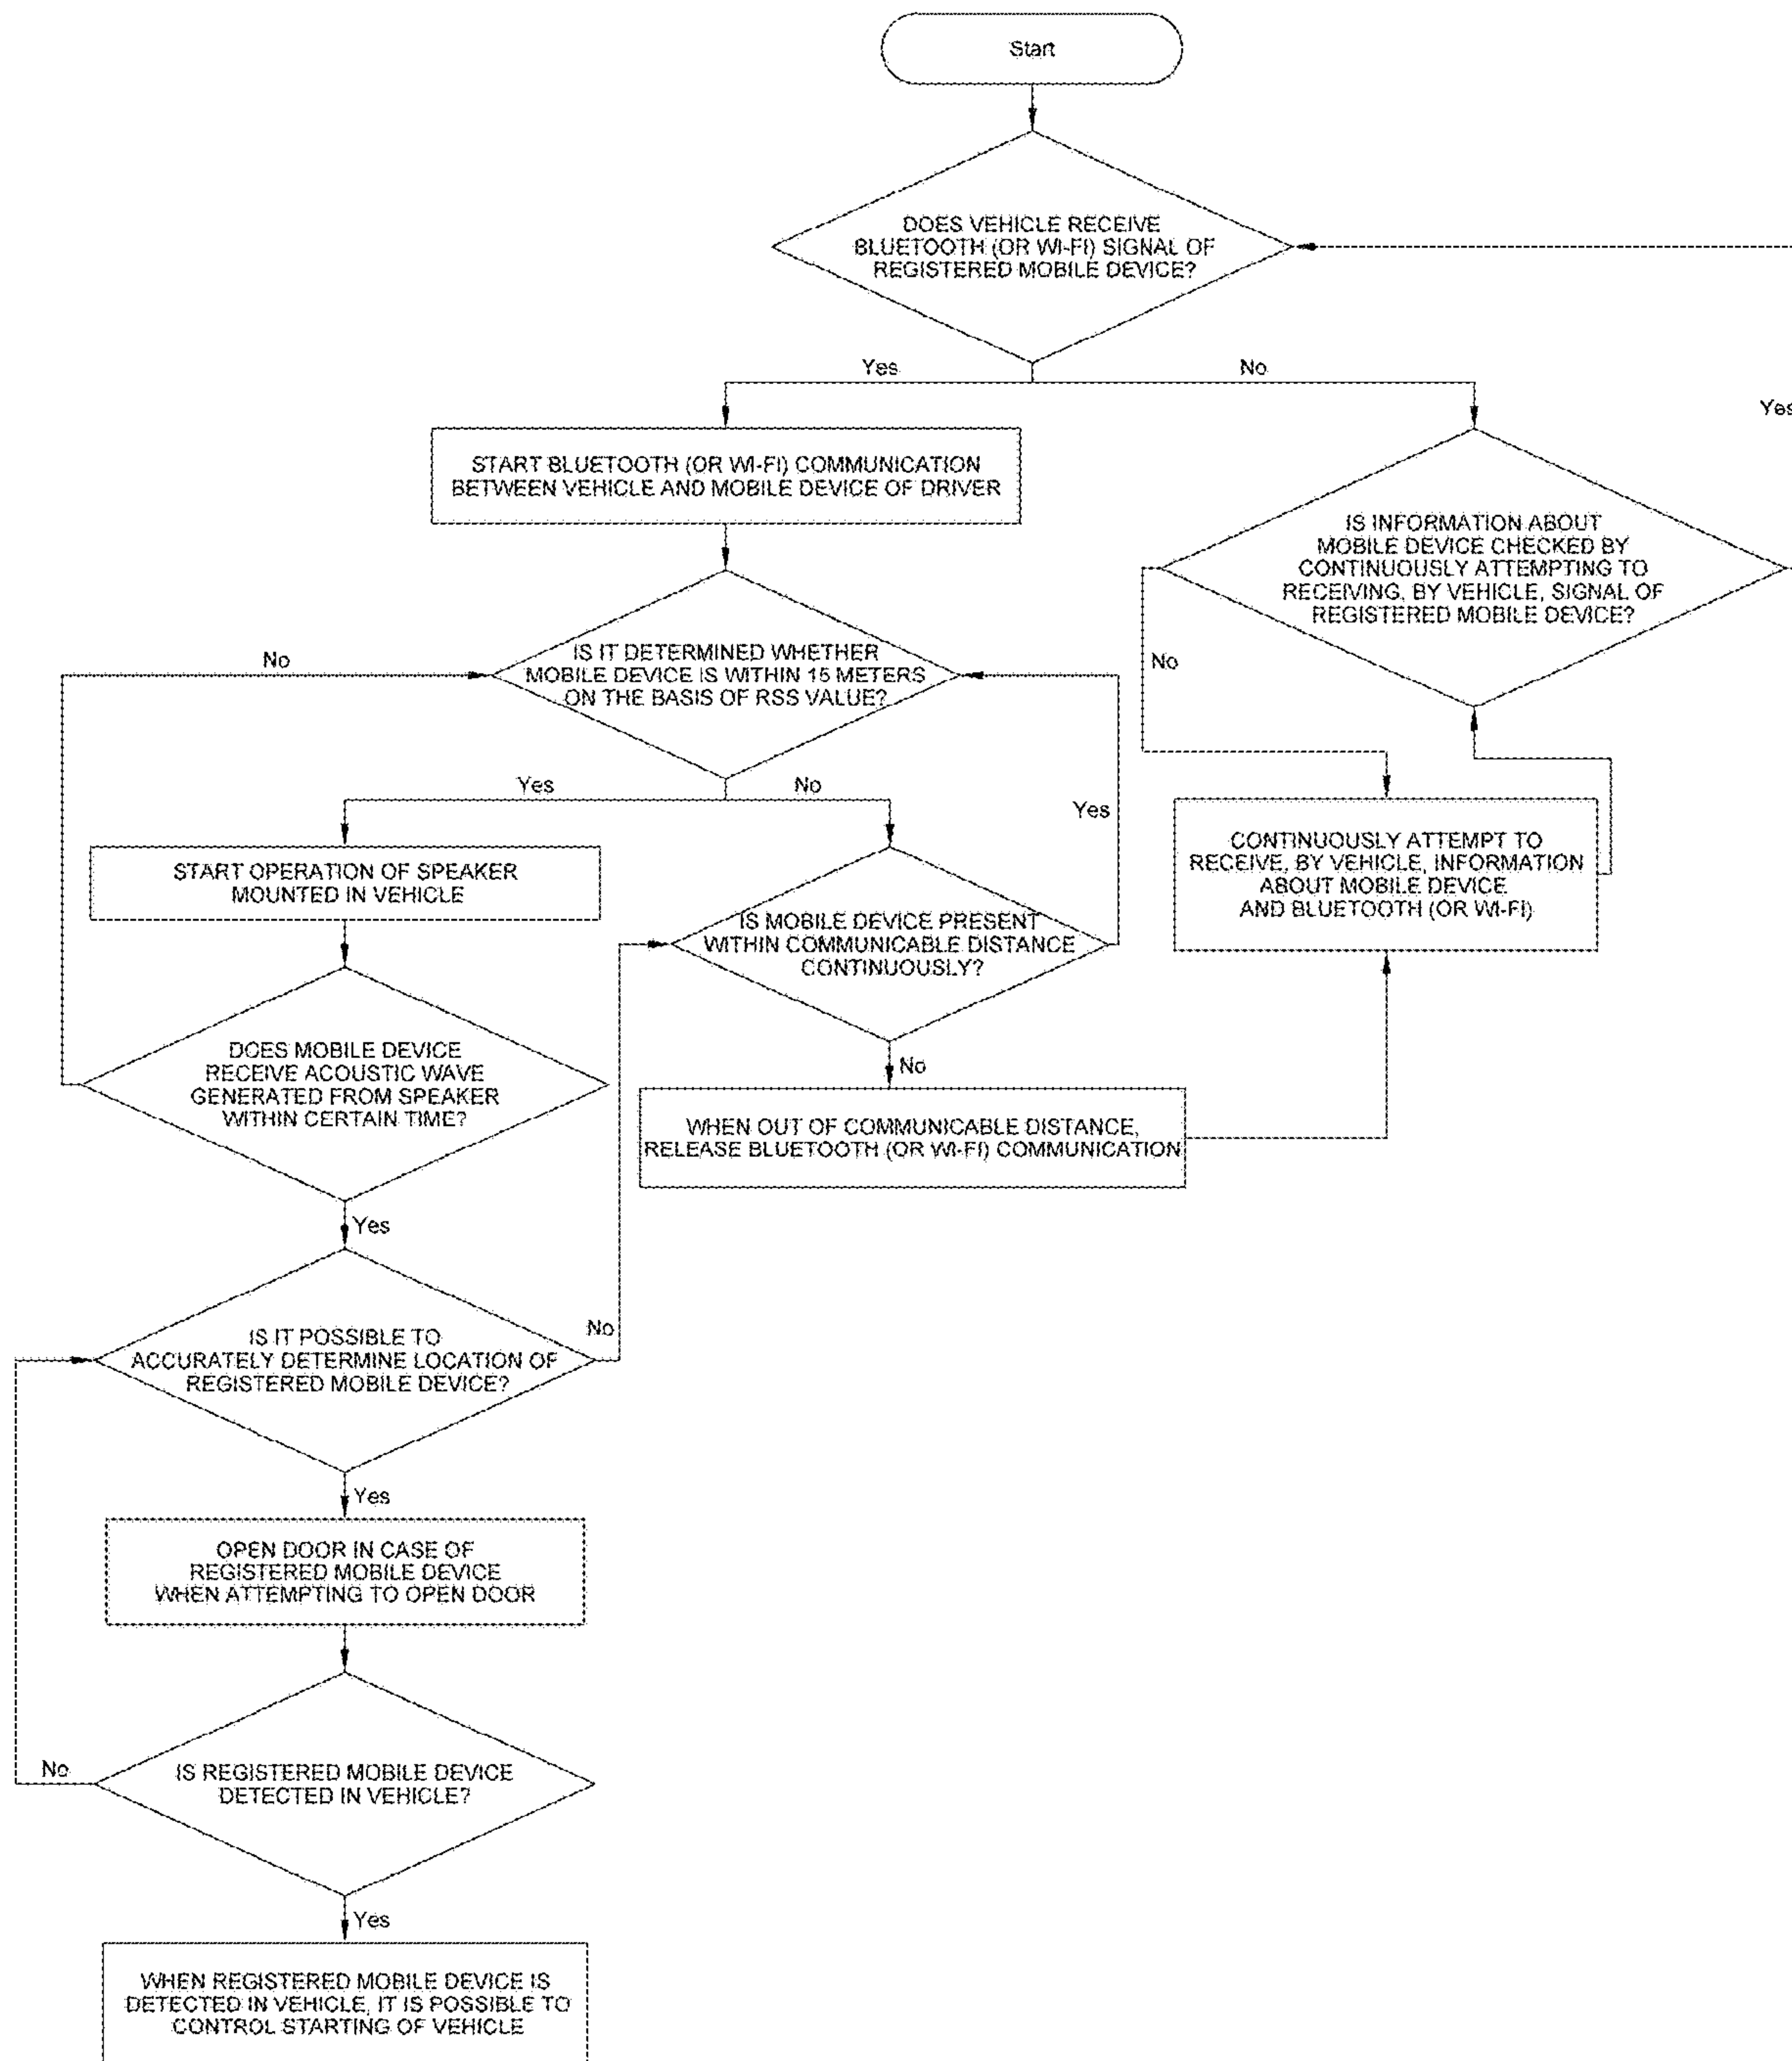 Start
DOES VEHICLE RECEIVE
BLUETOOTH (OR WI-FI) SIGNAL OF
REGISTERED MOBILE DEVICE?
Yes
No
Yes
START BLUETOOTH (OR WI-FI) COMMUNICATION
BETWEEN VEHICLE AND MOBILE DEVICE OF DRIVER
IS INFORMATION ABOUT
MOBILE DEVICE CHECKED BY
CONTINUOUSLY ATTEMPTING TO
RECEIVING, BY VEHICLE, SIGNAL OF
REGISTERED MOBILE DEVICE?
No
No
IS IT DETERMINED WHETHER
MOBILE DEVICE IS WITHIN 15 METERS
ON THE BASIS OF RSS VALUE?
Yes
No
Yes
START OPERATION OF SPEAKER
MOUNTED IN VEHICLE
IS MOBILE DEVICE PRESENT
WITHIN COMMUNICABLE DISTANCE
CONTINUOUSLY?
CONTINUOUSLY ATTEMPT TO
RECEIVE, BY VEHICLE, INFORMATION
ABOUT MOBILE DEVICE
AND BLUETOOTH (OR WI-FI)
DOES MOBILE DEVICE
RECEIVE ACOUSTIC WAVE
GENERATED FROM SPEAKER
WITHIN CERTAIN TIME?
No
WHEN OUT OF COMMUNICABLE DISTANCE,
RELEASE BLUETOOTH (OR WI-FI) COMMUNICATION
Yes
IS IT POSSIBLE TO
ACCURATELY DETERMINE LOCATION OF
REGISTERED MOBILE DEVICE?
No
Yes
OPEN DOOR IN CASE OF
REGISTERED MOBILE DEVICE
WHEN ATTEMPTING TO OPEN DOOR
No
IS REGISTERED MOBILE DEVICE
DETECTED IN VEHICLE?
Yes
WHEN REGISTERED MOBILE DEVICE IS
DETECTED IN VEHICLE, IT IS POSSIBLE TO
CONTROL STARTING OF VEHICLE